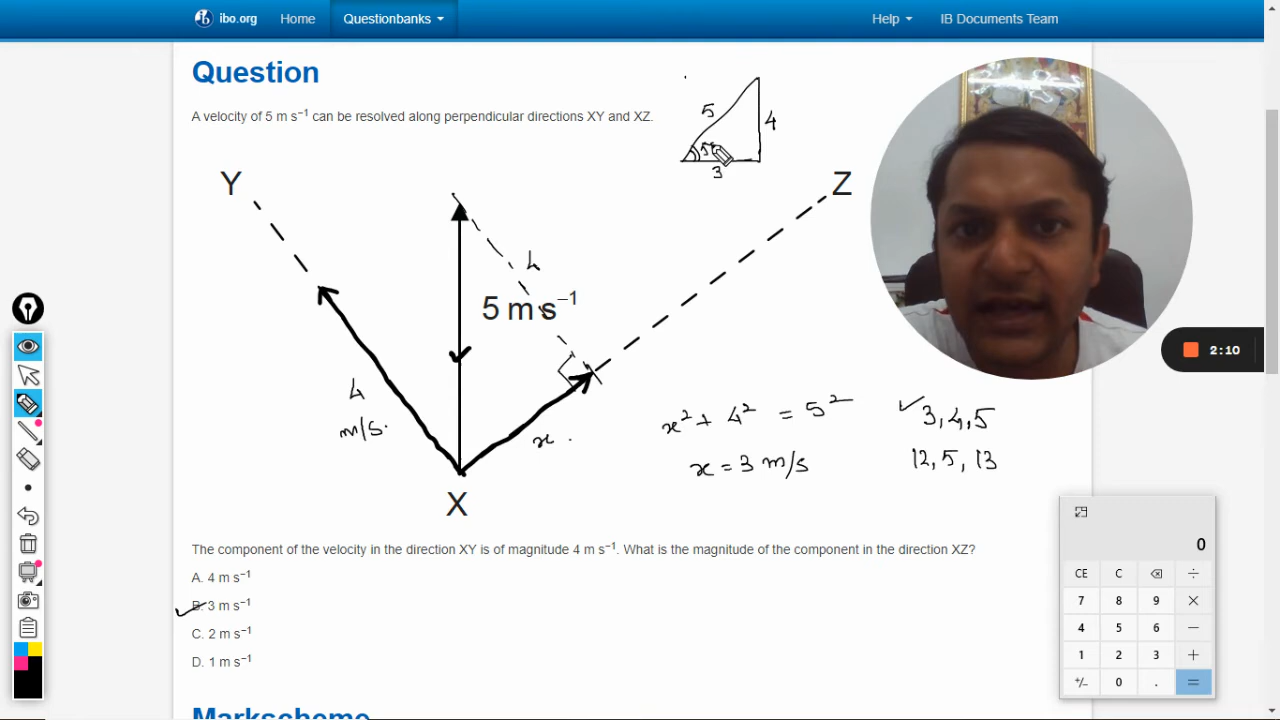 ibo.org Home Questionbanks Help IB Documents Team
Question
A velocity of 5 m s⁻¹ can be resolved along perpendicular directions XY and XZ.
5
4
3
Y
Z
4
5 m s⁻¹
4
m/s.
x
X
x² + 4² = 5²
x = 3 m/s
3, 4, 5
12, 5, 13
2:10
The component of the velocity in the direction XY is of magnitude 4 m s⁻¹. What is the magnitude of the component in the direction XZ?
A. 4 m s⁻¹
B. 3 m s⁻¹
C. 2 m s⁻¹
D. 1 m s⁻¹
Markscheme
0
CE C ⌫ ÷
7 8 9 ×
4 5 6 −
1 2 3 +
+/− 0 . =